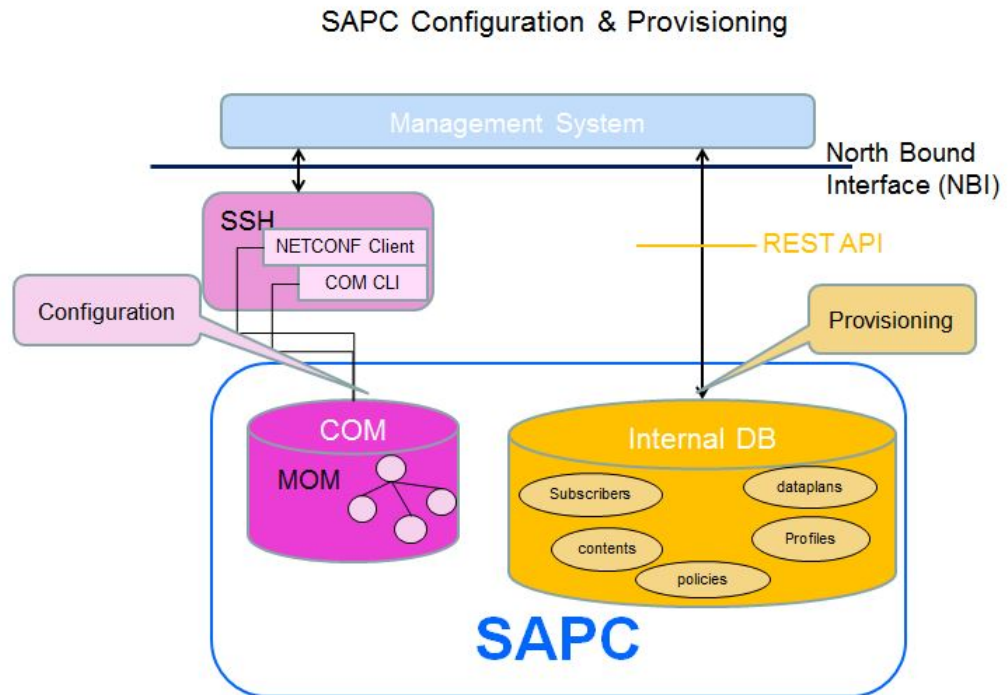 SAPC Configuration & Provisioning
Management System
North Bound
Interface (NBI)
SSH
NETCONF Client
COM CLI
REST API
Configuration
Provisioning
COM
MOM
Internal DB
Subscribers
dataplans
contents
Profiles
policies
SAPC